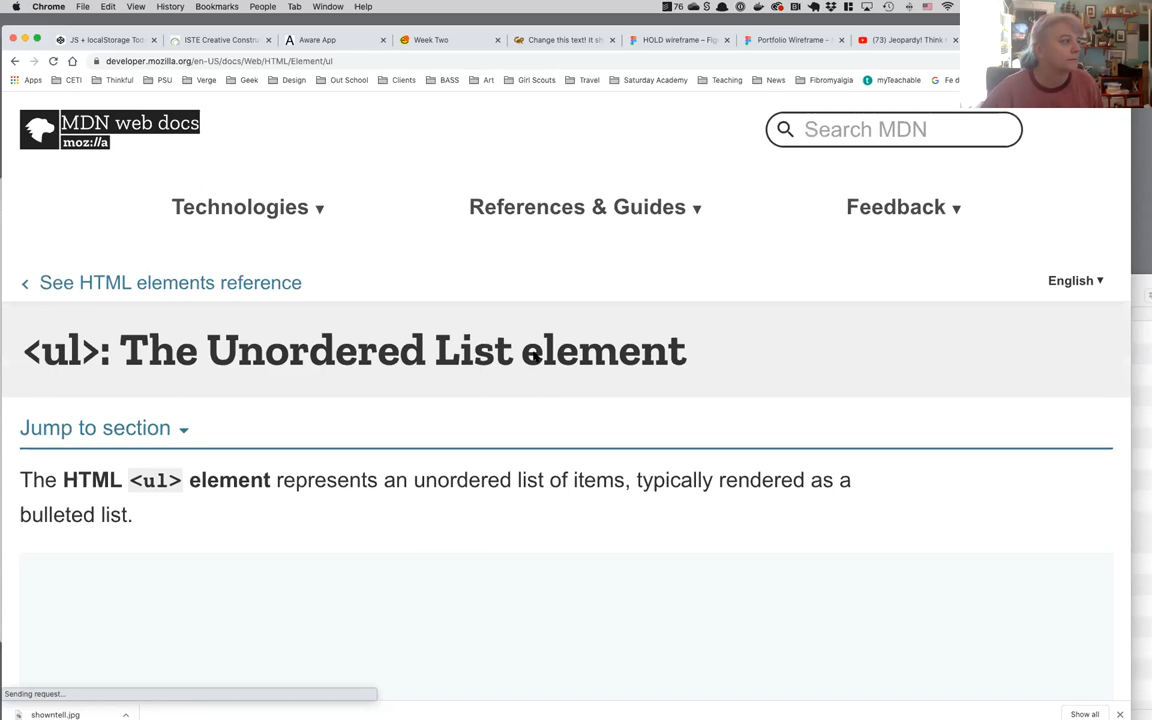 Chrome File Edit View History Bookmarks People Tab Window Help 76
JS + localStorage Too ISTE Creative Constru Aware App Week Two Change this text! It sh HOLD wireframe – Fig Portfolio Wireframe – (73) Jeopardy! Think
developer.mozilla.org/en-US/docs/Web/HTML/Element/ul
Apps CETI Thinkful PSU Verge Geek Design Out School Clients BASS Art Girl Scouts Travel Saturday Academy Teaching News Fibromyalgia myTeachable Fe d
MDN web docs
moz://a
Search MDN
Technologies ▾ References & Guides ▾ Feedback ▾
See HTML elements reference
English ▾
<ul>: The Unordered List element
Jump to section
The HTML <ul> element represents an unordered list of items, typically rendered as a
bulleted list.
Sending request...
showntell.jpg
Show all